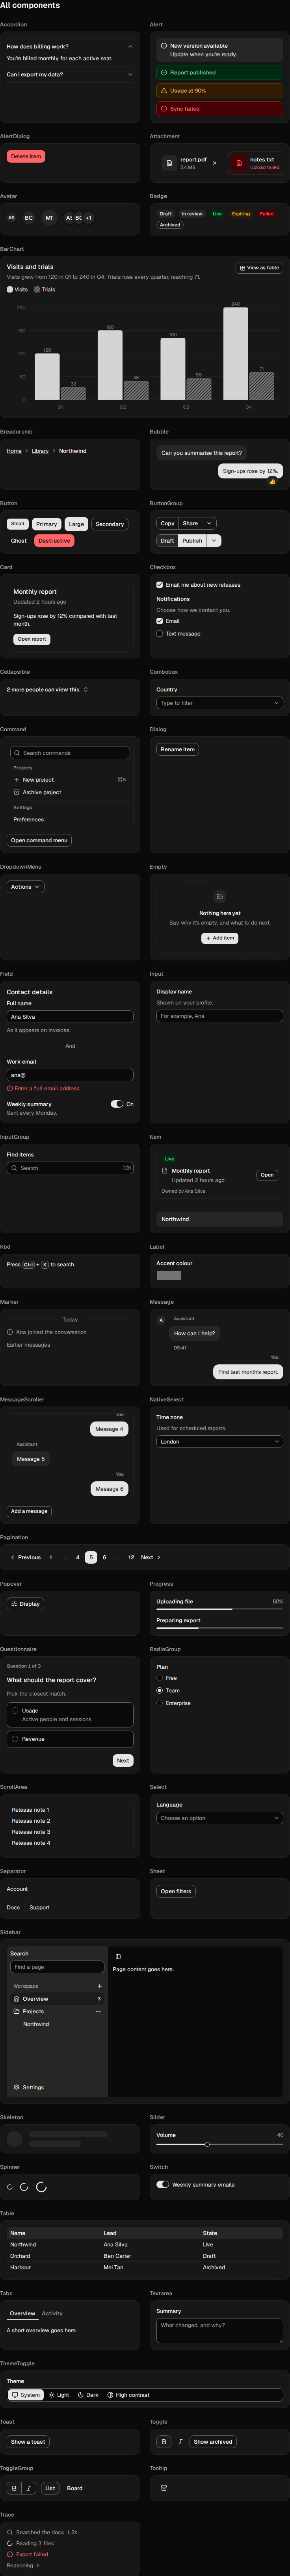 All components
Accordion
How does billing work?
You're billed monthly for each active seat.
Can I export my data?
Alert
New version available
Update when you're ready.
Report published
Usage at 90%
Sync failed
AlertDialog
Delete item
Attachment
report.pdf
2.4 MB
notes.txt
Upload failed
Avatar
AS
BC
MT
+1
Badge
Draft
In review
Live
Expiring
Failed
Archived
BarChart
Visits and trials
Visits grew from 120 in Q1 to 240 in Q4. Trials rose every quarter, reaching 71.
View as table
Visits
Trials
240
180
120
60
0
120
32
180
48
160
55
240
71
Q1
Q2
Q3
Q4
Breadcrumb
Home
Library
Northwind
Bubble
Can you summarise this report?
Sign-ups rose by 12%.
👍
Button
Small
Primary
Large
Secondary
Ghost
Destructive
ButtonGroup
Copy
Share
Draft
Publish
Card
Monthly report
Updated 2 hours ago
Sign-ups rose by 12% compared with last
month.
Open report
Checkbox
Email me about new releases
Notifications
Choose how we contact you.
Email
Text message
Collapsible
2 more people can view this
Combobox
Country
Type to filter
Command
Search commands
Projects
New project
⌘N
Archive project
Settings
Preferences
Open command menu
Dialog
Rename item
DropdownMenu
Actions
Empty
Nothing here yet
Say why it's empty, and what to do next.
Add item
Field
Contact details
Full name
Ana Silva
As it appears on invoices.
And
Work email
ana@
Enter a full email address.
Weekly summary
On
Sent every Monday.
Input
Display name
Shown on your profile.
For example, Ana
InputGroup
Find items
Search
⌘K
Item
Live
Monthly report
Updated 2 hours ago
Open
Owned by Ana Silva
Northwind
Kbd
Press Ctrl + K to search.
Label
Accent colour
Marker
Today
Ana joined the conversation
Earlier messages
Message
A
Assistant
How can I help?
09:41
You
Find last month's report.
MessageScroller
You
Message 4
Assistant
Message 5
You
Message 6
Add a message
NativeSelect
Time zone
Used for scheduled reports.
London
Pagination
Previous
1
…
4
5
6
…
12
Next
Popover
Display
Progress
Uploading file
60%
Preparing export
Questionnaire
Question 1 of 3
What should the report cover?
Pick the closest match.
Usage
Active people and sessions
Revenue
Next
RadioGroup
Plan
Free
Team
Enterprise
ScrollArea
Release note 1
Release note 2
Release note 3
Release note 4
Select
Language
Choose an option
Separator
Account
Docs
Support
Sheet
Open filters
Sidebar
Search
Find a page
Workspace
Overview
3
Projects
Northwind
Settings
Page content goes here.
Skeleton
Slider
Volume
40
Spinner
Switch
Weekly summary emails
Table
Name
Lead
State
Northwind
Ana Silva
Live
Orchard
Ben Carter
Draft
Harbour
Mei Tan
Archived
Tabs
Overview
Activity
A short overview goes here.
Textarea
Summary
What changed, and why?
ThemeToggle
Theme
System
Light
Dark
High contrast
Toast
Show a toast
Toggle
B
I
Show archived
ToggleGroup
B
I
List
Board
Tooltip
Trace
Searched the docs 1.2s
Reading 3 files
Export failed
Reasoning